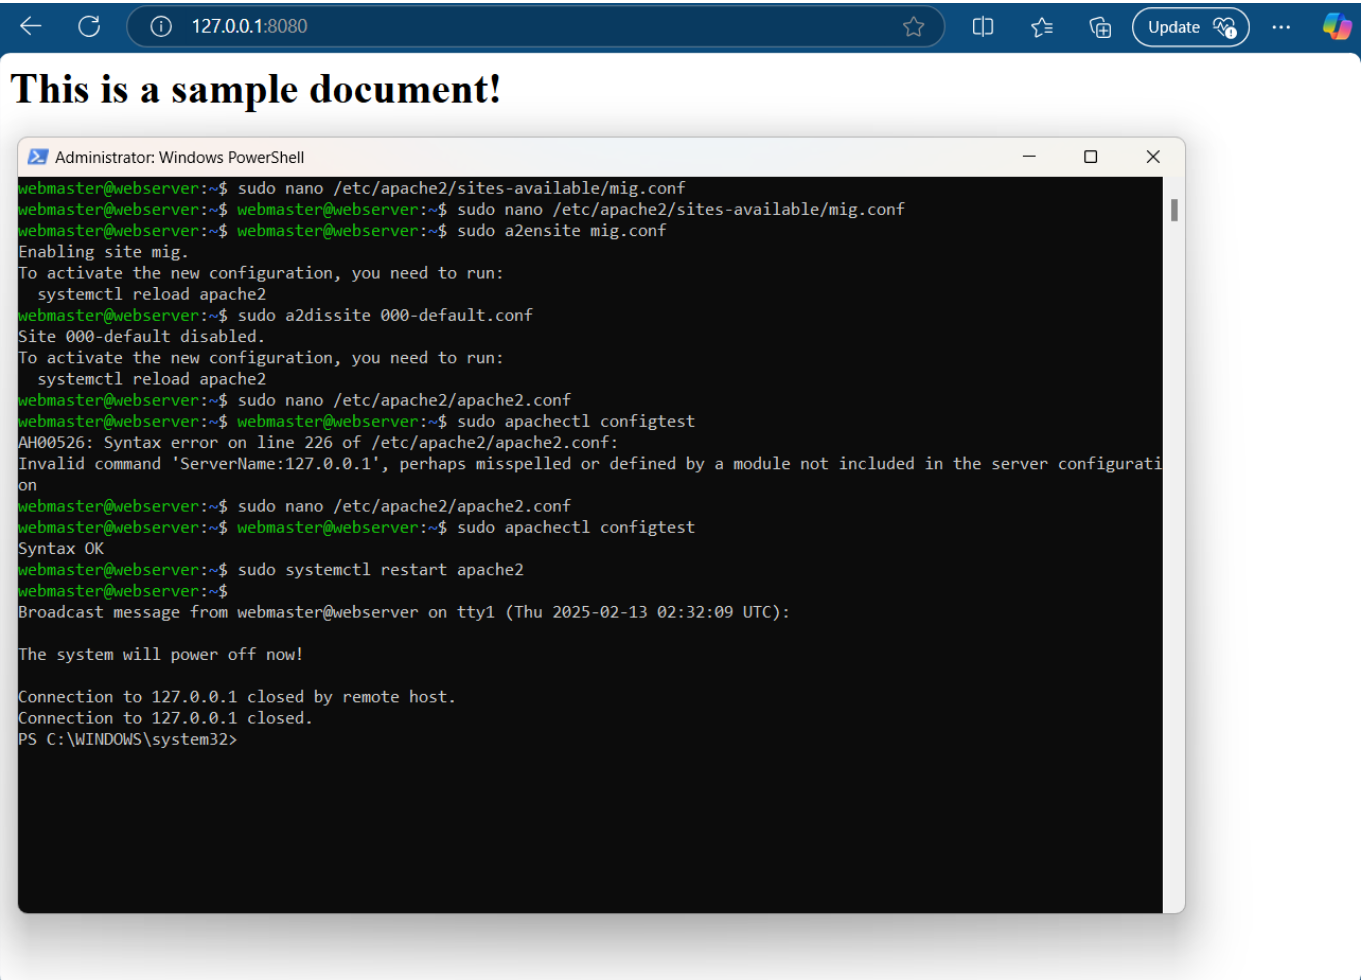 127.0.0.1:8080
Update
This is a sample document!
Administrator: Windows PowerShell
webmaster@webserver:~$ sudo nano /etc/apache2/sites-available/mig.conf
webmaster@webserver:~$ webmaster@webserver:~$ sudo nano /etc/apache2/sites-available/mig.conf
webmaster@webserver:~$ webmaster@webserver:~$ sudo a2ensite mig.conf
Enabling site mig.
To activate the new configuration, you need to run:
  systemctl reload apache2
webmaster@webserver:~$ sudo a2dissite 000-default.conf
Site 000-default disabled.
To activate the new configuration, you need to run:
  systemctl reload apache2
webmaster@webserver:~$ sudo nano /etc/apache2/apache2.conf
webmaster@webserver:~$ webmaster@webserver:~$ sudo apachectl configtest
AH00526: Syntax error on line 226 of /etc/apache2/apache2.conf:
Invalid command 'ServerName:127.0.0.1', perhaps misspelled or defined by a module not included in the server configurati
on
webmaster@webserver:~$ sudo nano /etc/apache2/apache2.conf
webmaster@webserver:~$ webmaster@webserver:~$ sudo apachectl configtest
Syntax OK
webmaster@webserver:~$ sudo systemctl restart apache2
webmaster@webserver:~$
Broadcast message from webmaster@webserver on tty1 (Thu 2025-02-13 02:32:09 UTC):
The system will power off now!
Connection to 127.0.0.1 closed by remote host.
Connection to 127.0.0.1 closed.
PS C:\WINDOWS\system32>